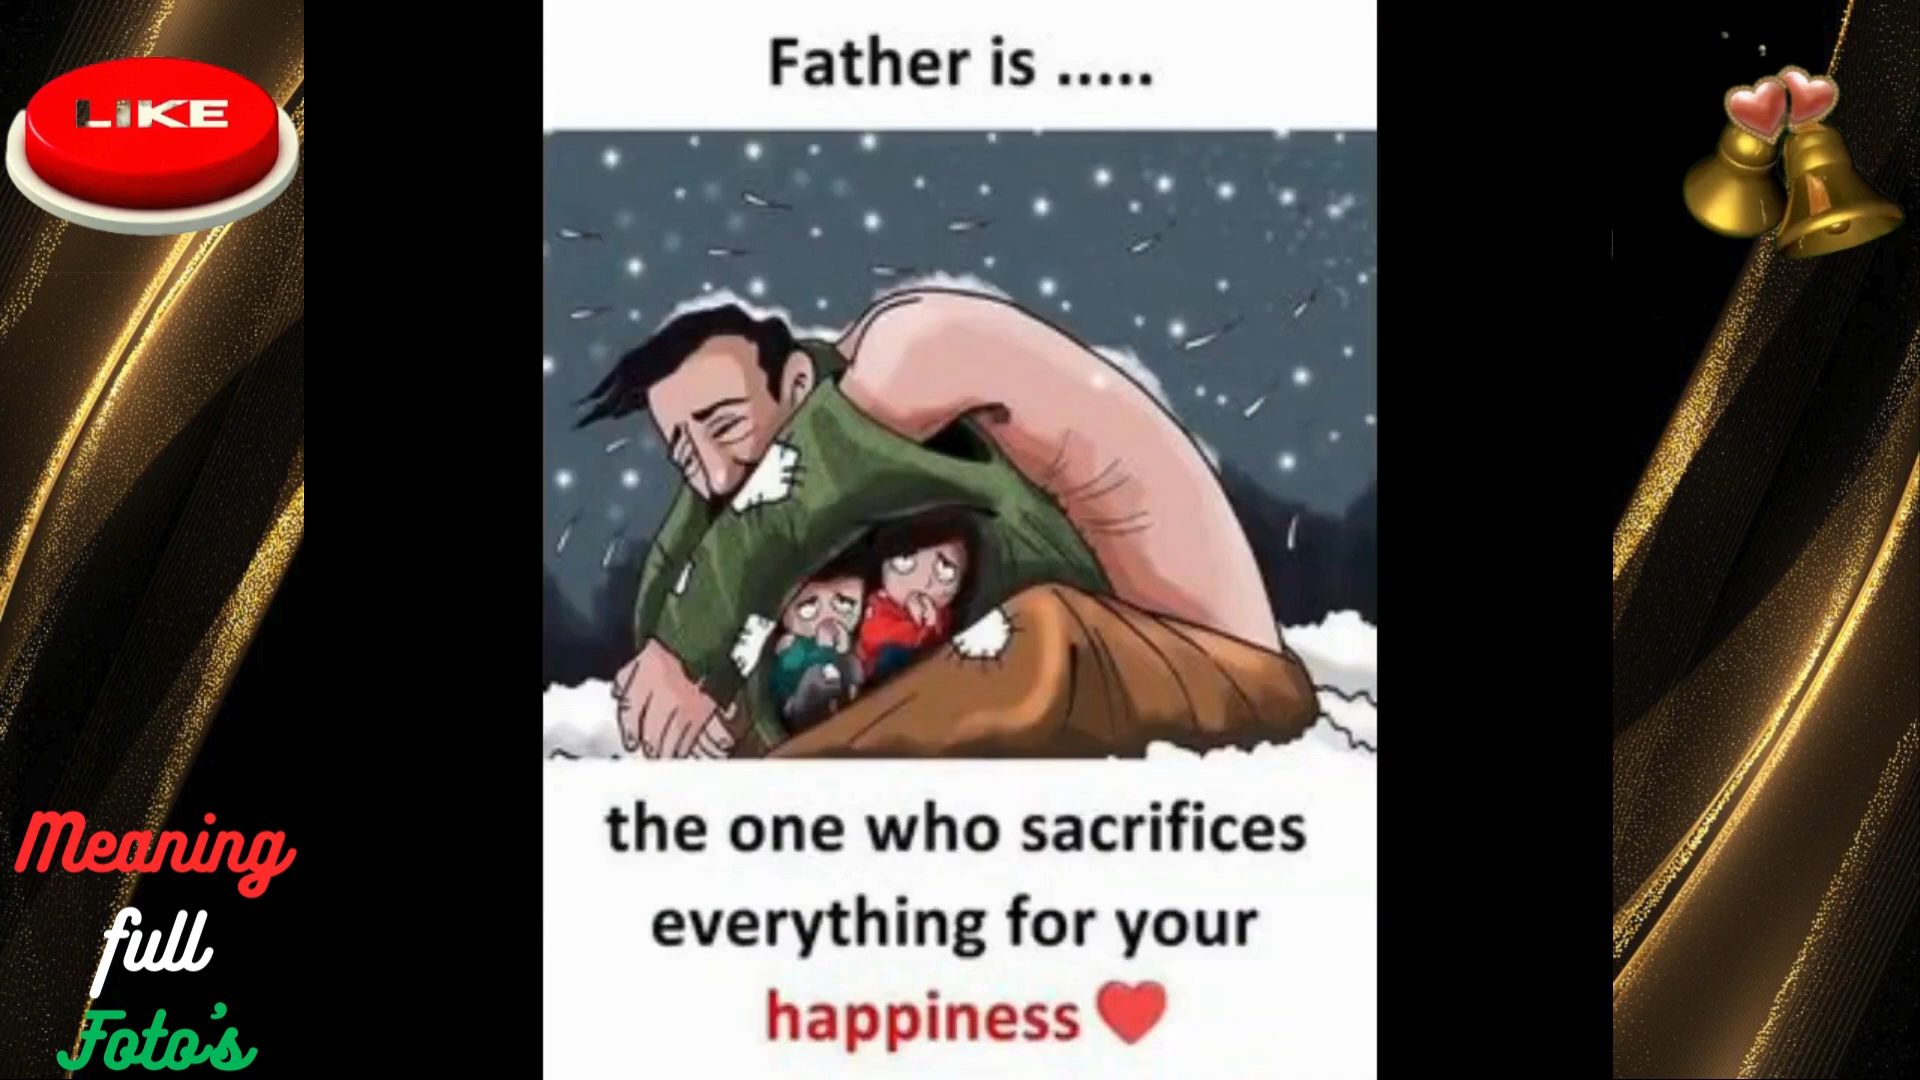 LIKE
Father is .....
the one who sacrifices
everything for your
happiness
Meaning
full
Foto's